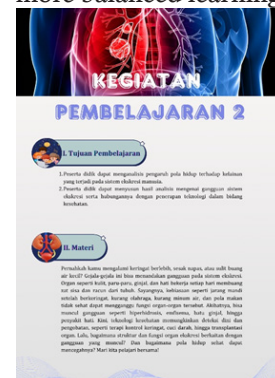 more balanced learning
KEGIATAN
PEMBELAJARAN 2
I. Tujuan Pembelajaran
1. Peserta didik dapat menganalisis pengaruh pola hidup terhadap kelainan
yang terjadi pada sistem ekskresi manusia.
2. Peserta didik dapat menyusun hasil analisis mengenai gangguan sistem
ekskresi serta hubungannya dengan penerapan teknologi dalam bidang
kesehatan.
II. Materi
Pernahkah kamu mengalami keringat berlebih, sesak napas, atau sulit buang
air kecil? Gejala-gejala ini bisa menandakan gangguan pada sistem ekskresi.
Organ seperti kulit, paru-paru, ginjal, dan hati bekerja setiap hari membuang
zat sisa dan racun dari tubuh. Sayangnya, kebiasaan seperti jarang mandi
setelah berkeringat, kurang olahraga, kurang minum air, dan pola makan
tidak sehat dapat mengganggu fungsi organ-organ tersebut. Akibatnya, bisa
muncul gangguan seperti hiperhidrosis, emfisema, batu ginjal, hingga
penyakit hati. Kini, teknologi kesehatan memungkinkan deteksi dini dan
pengobatan, seperti terapi kontrol keringat, cuci darah, hingga transplantasi
organ. Lalu, bagaimana struktur dan fungsi organ ekskresi berkaitan dengan
gangguan yang muncul? Dan bagaimana pola hidup sehat dapat
mencegahnya? Mari kita pelajari bersama!